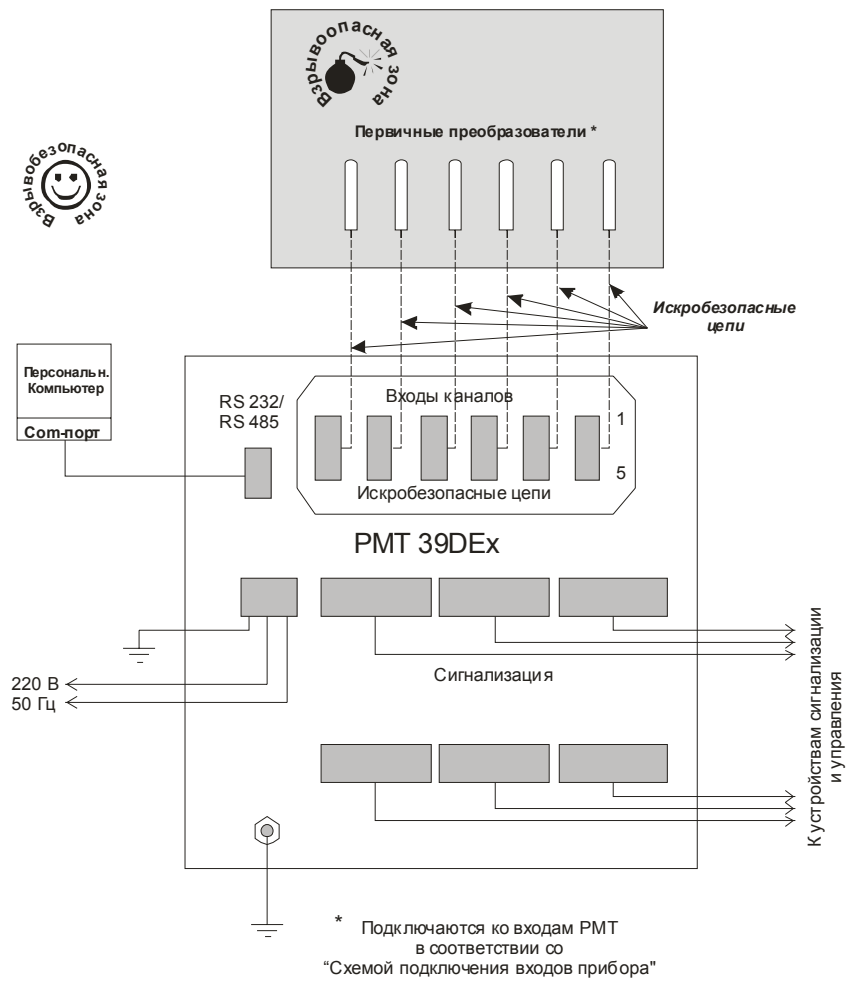 Взрывоопасная зона
Первичные преобразователи *
Взрывобезопасная зона
Искробезопасные
цепи
Персональн.
Компьютер
Com-порт
RS 232/
RS 485
Входы каналов
1
5
Искробезопасные цепи
РМТ 39DEx
220 В
50 Гц
Сигнализация
К устройствам сигнализации
и управления
* Подключаются ко входам РМТ
в соответствии со
“Схемой подключения входов прибора"